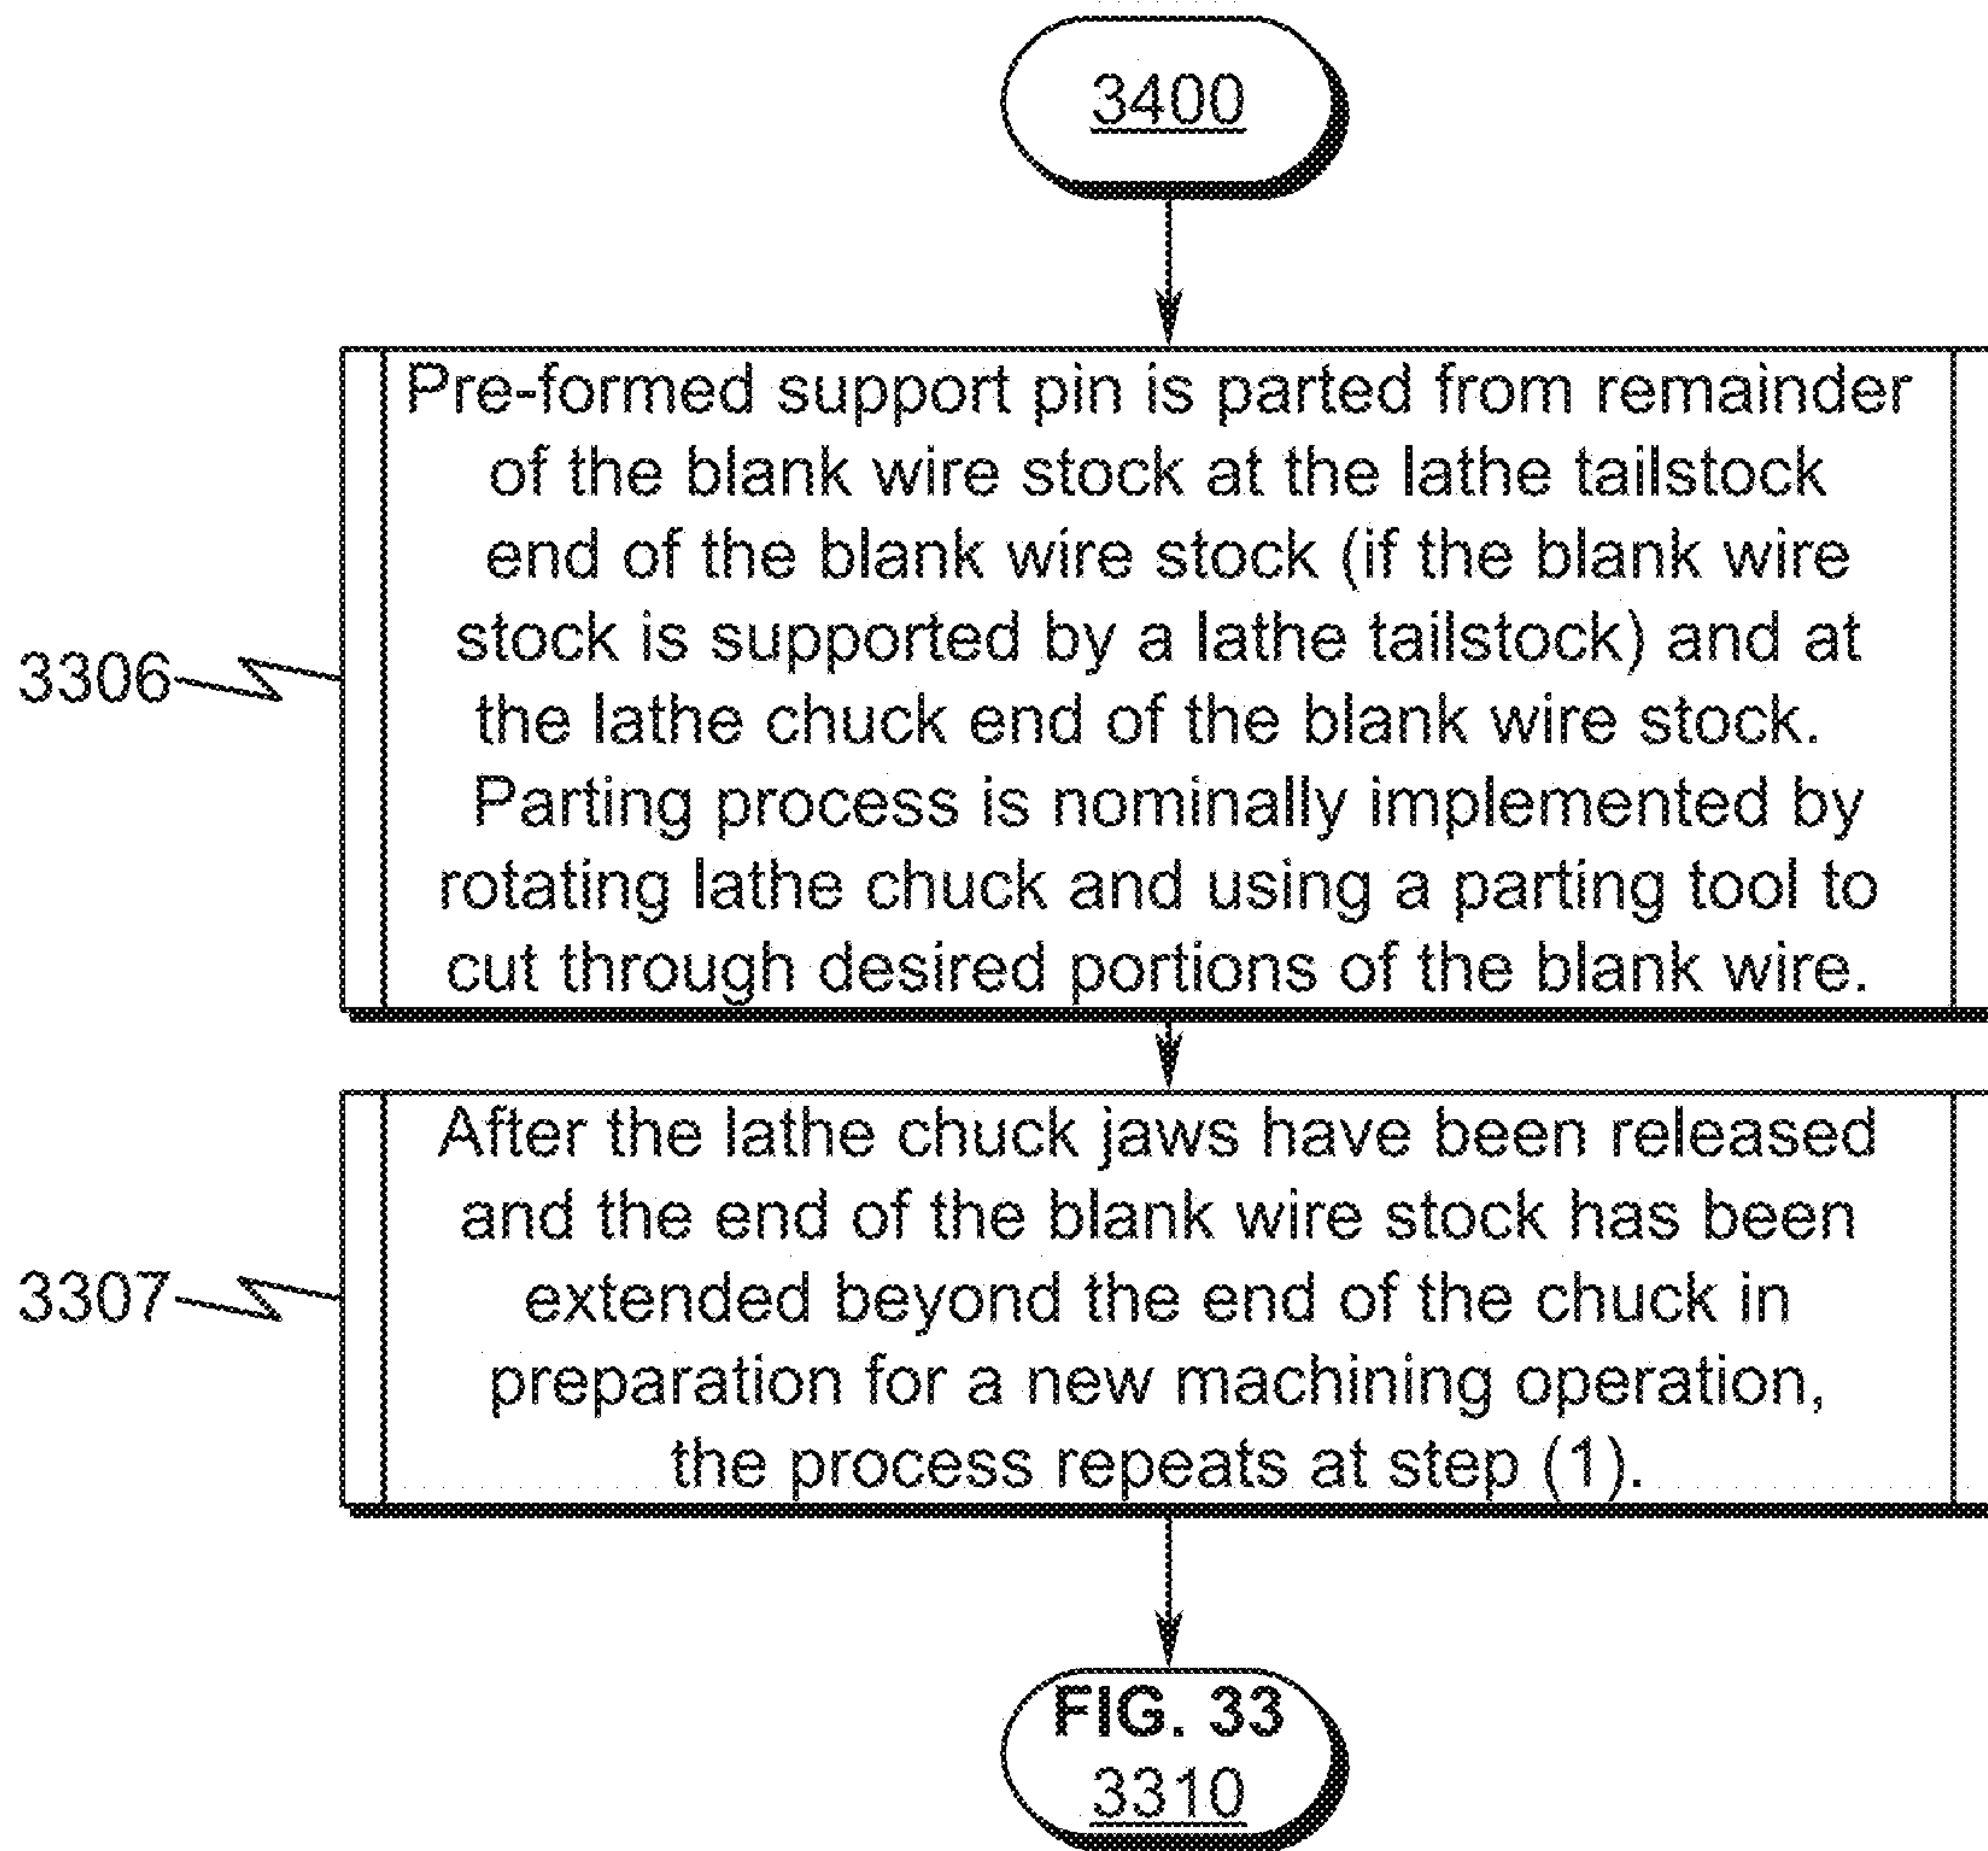 3400
Pre-formed support pin is parted from remainder
of the blank wire stock at the lathe tailstock
end of the blank wire stock (if the blank wire
stock is supported by a lathe tailstock) and at
3306
the lathe chuck end of the blank wire stock.
Parting process is nominally implemented by
rotating lathe chuck and using a parting tool to
cut through desired portions of the blank wire.
After the lathe chuck jaws have been released
and the end of the blank wire stock has been
3307
extended beyond the end of the chuck in
preparation for a new machining operation,
the process repeats at step (1).
FIG. 33
3310